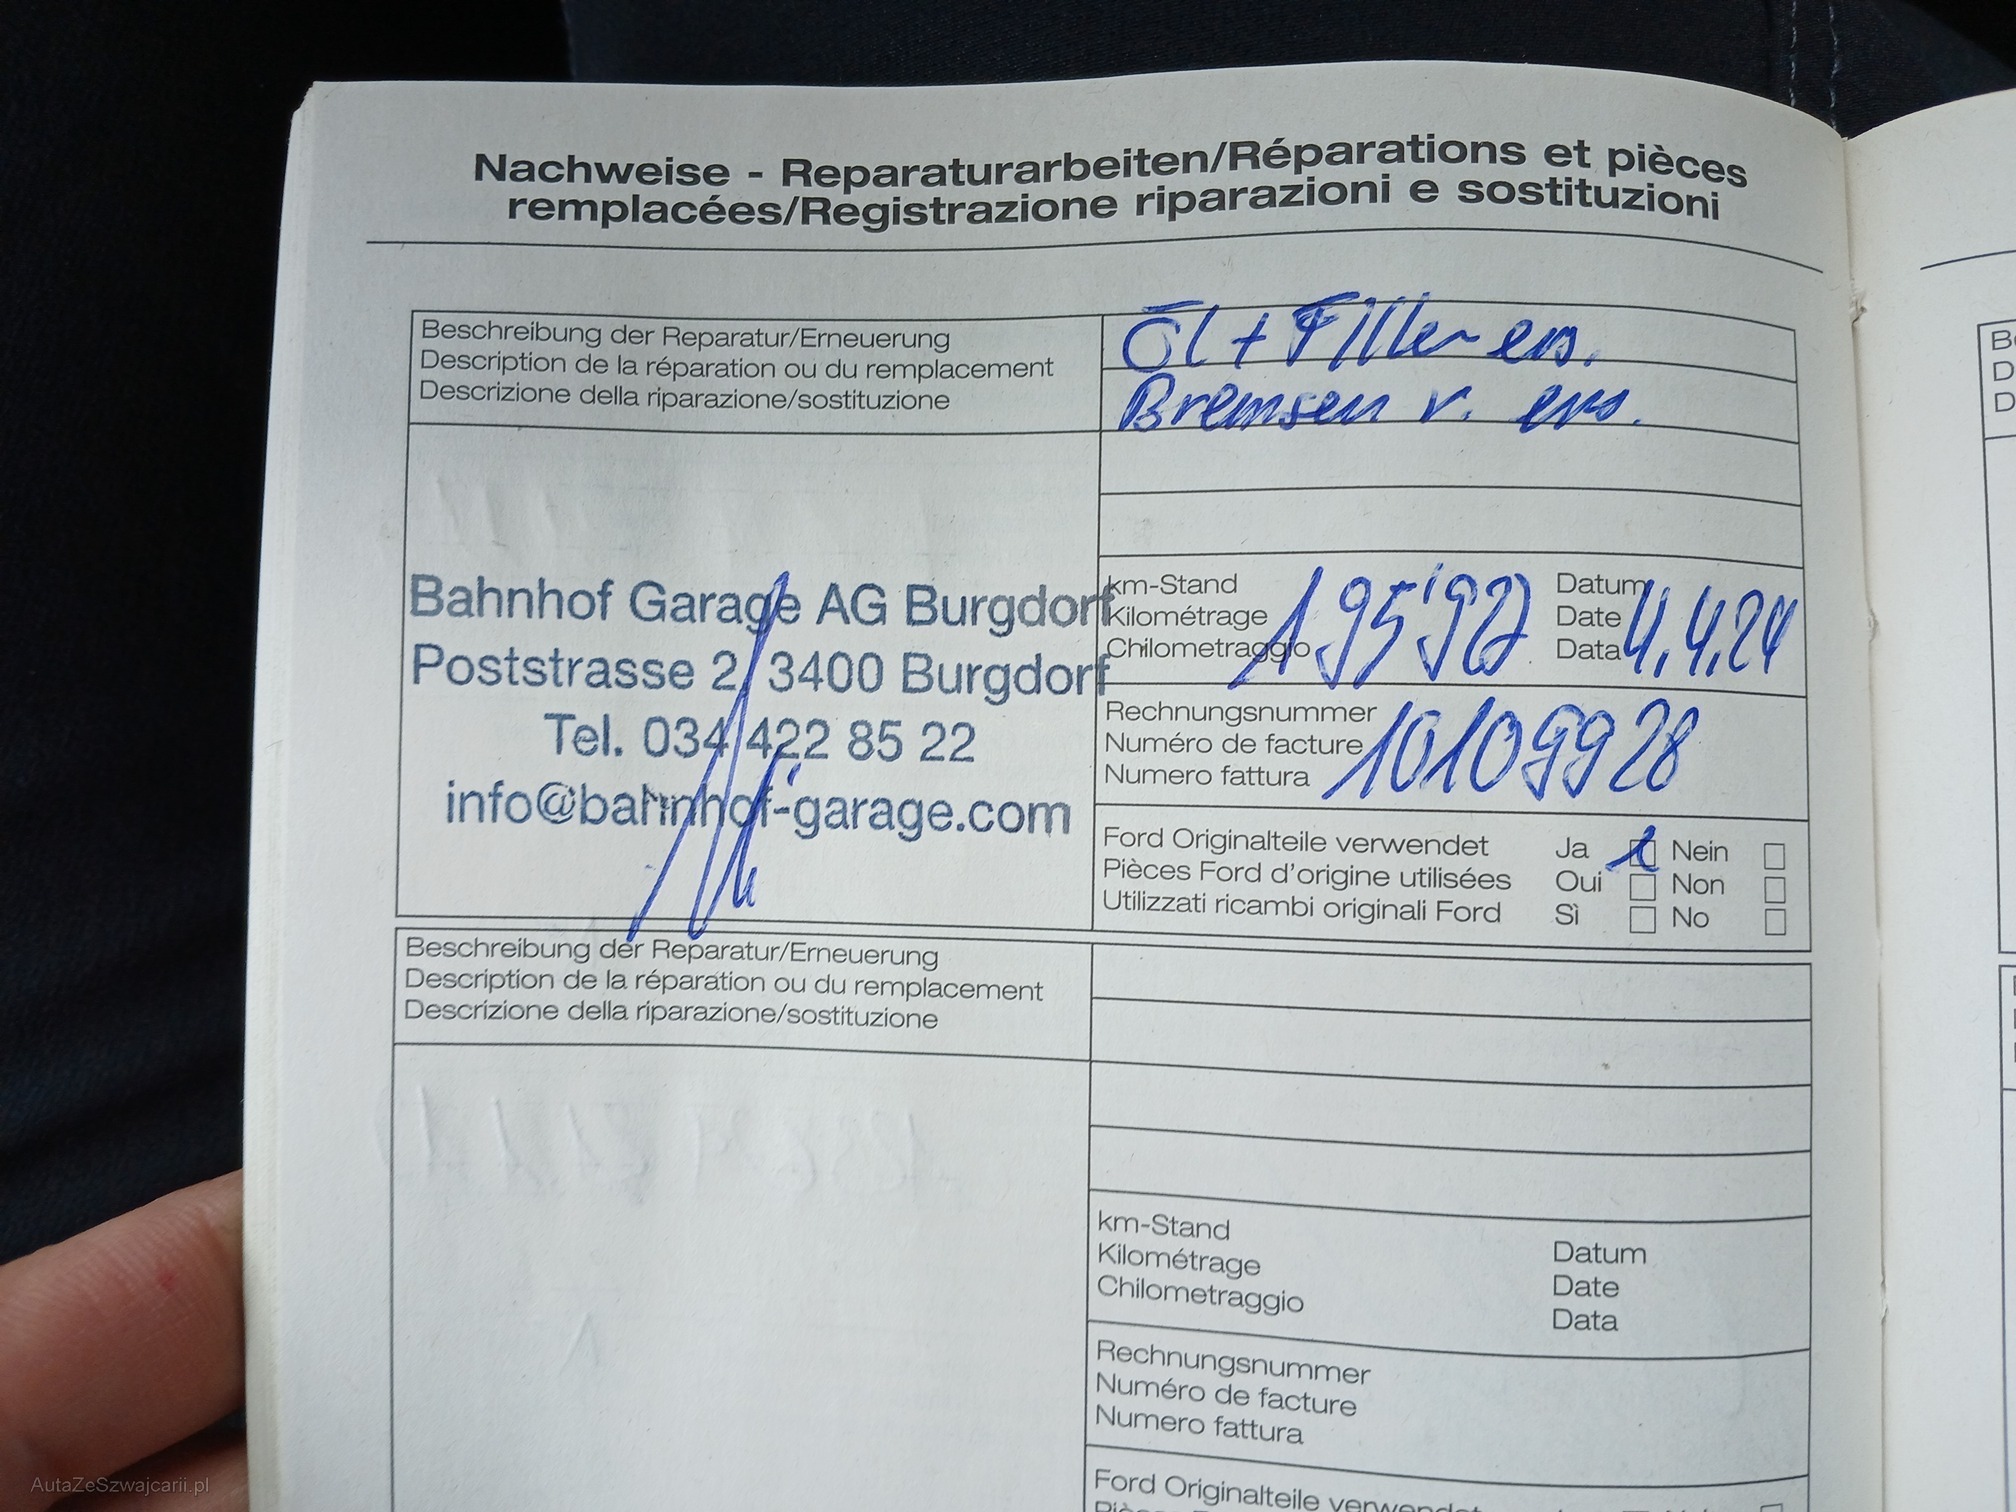 Nachweise - Reparaturarbeiten/Réparations et pièces
remplacées/Registrazione riparazioni e sostituzioni
Beschreibung der Reparatur/Erneuerung
Description de la réparation ou du remplacement
Descrizione della riparazione/sostituzione
Öl + Filter ers.
Bremsen v. ers.
Bahnhof Garage AG Burgdorf
Poststrasse 2, 3400 Burgdorf
Tel. 034 422 85 22
info@bahnhof-garage.com
km-Stand
Kilométrage
Chilometraggio
Datum
Date
Data
4.4.24
Rechnungsnummer
Numéro de facture
Numero fattura
10109928
Ford Originalteile verwendet Ja Nein
Pièces Ford d'origine utilisées Oui Non
Utilizzati ricambi originali Ford Sì No
Beschreibung der Reparatur/Erneuerung
Description de la réparation ou du remplacement
Descrizione della riparazione/sostituzione
km-Stand
Kilométrage
Chilometraggio
Datum
Date
Data
Rechnungsnummer
Numéro de facture
Numero fattura
Ford Originalteile verwendet
AutaZeSzwajcarii.pl